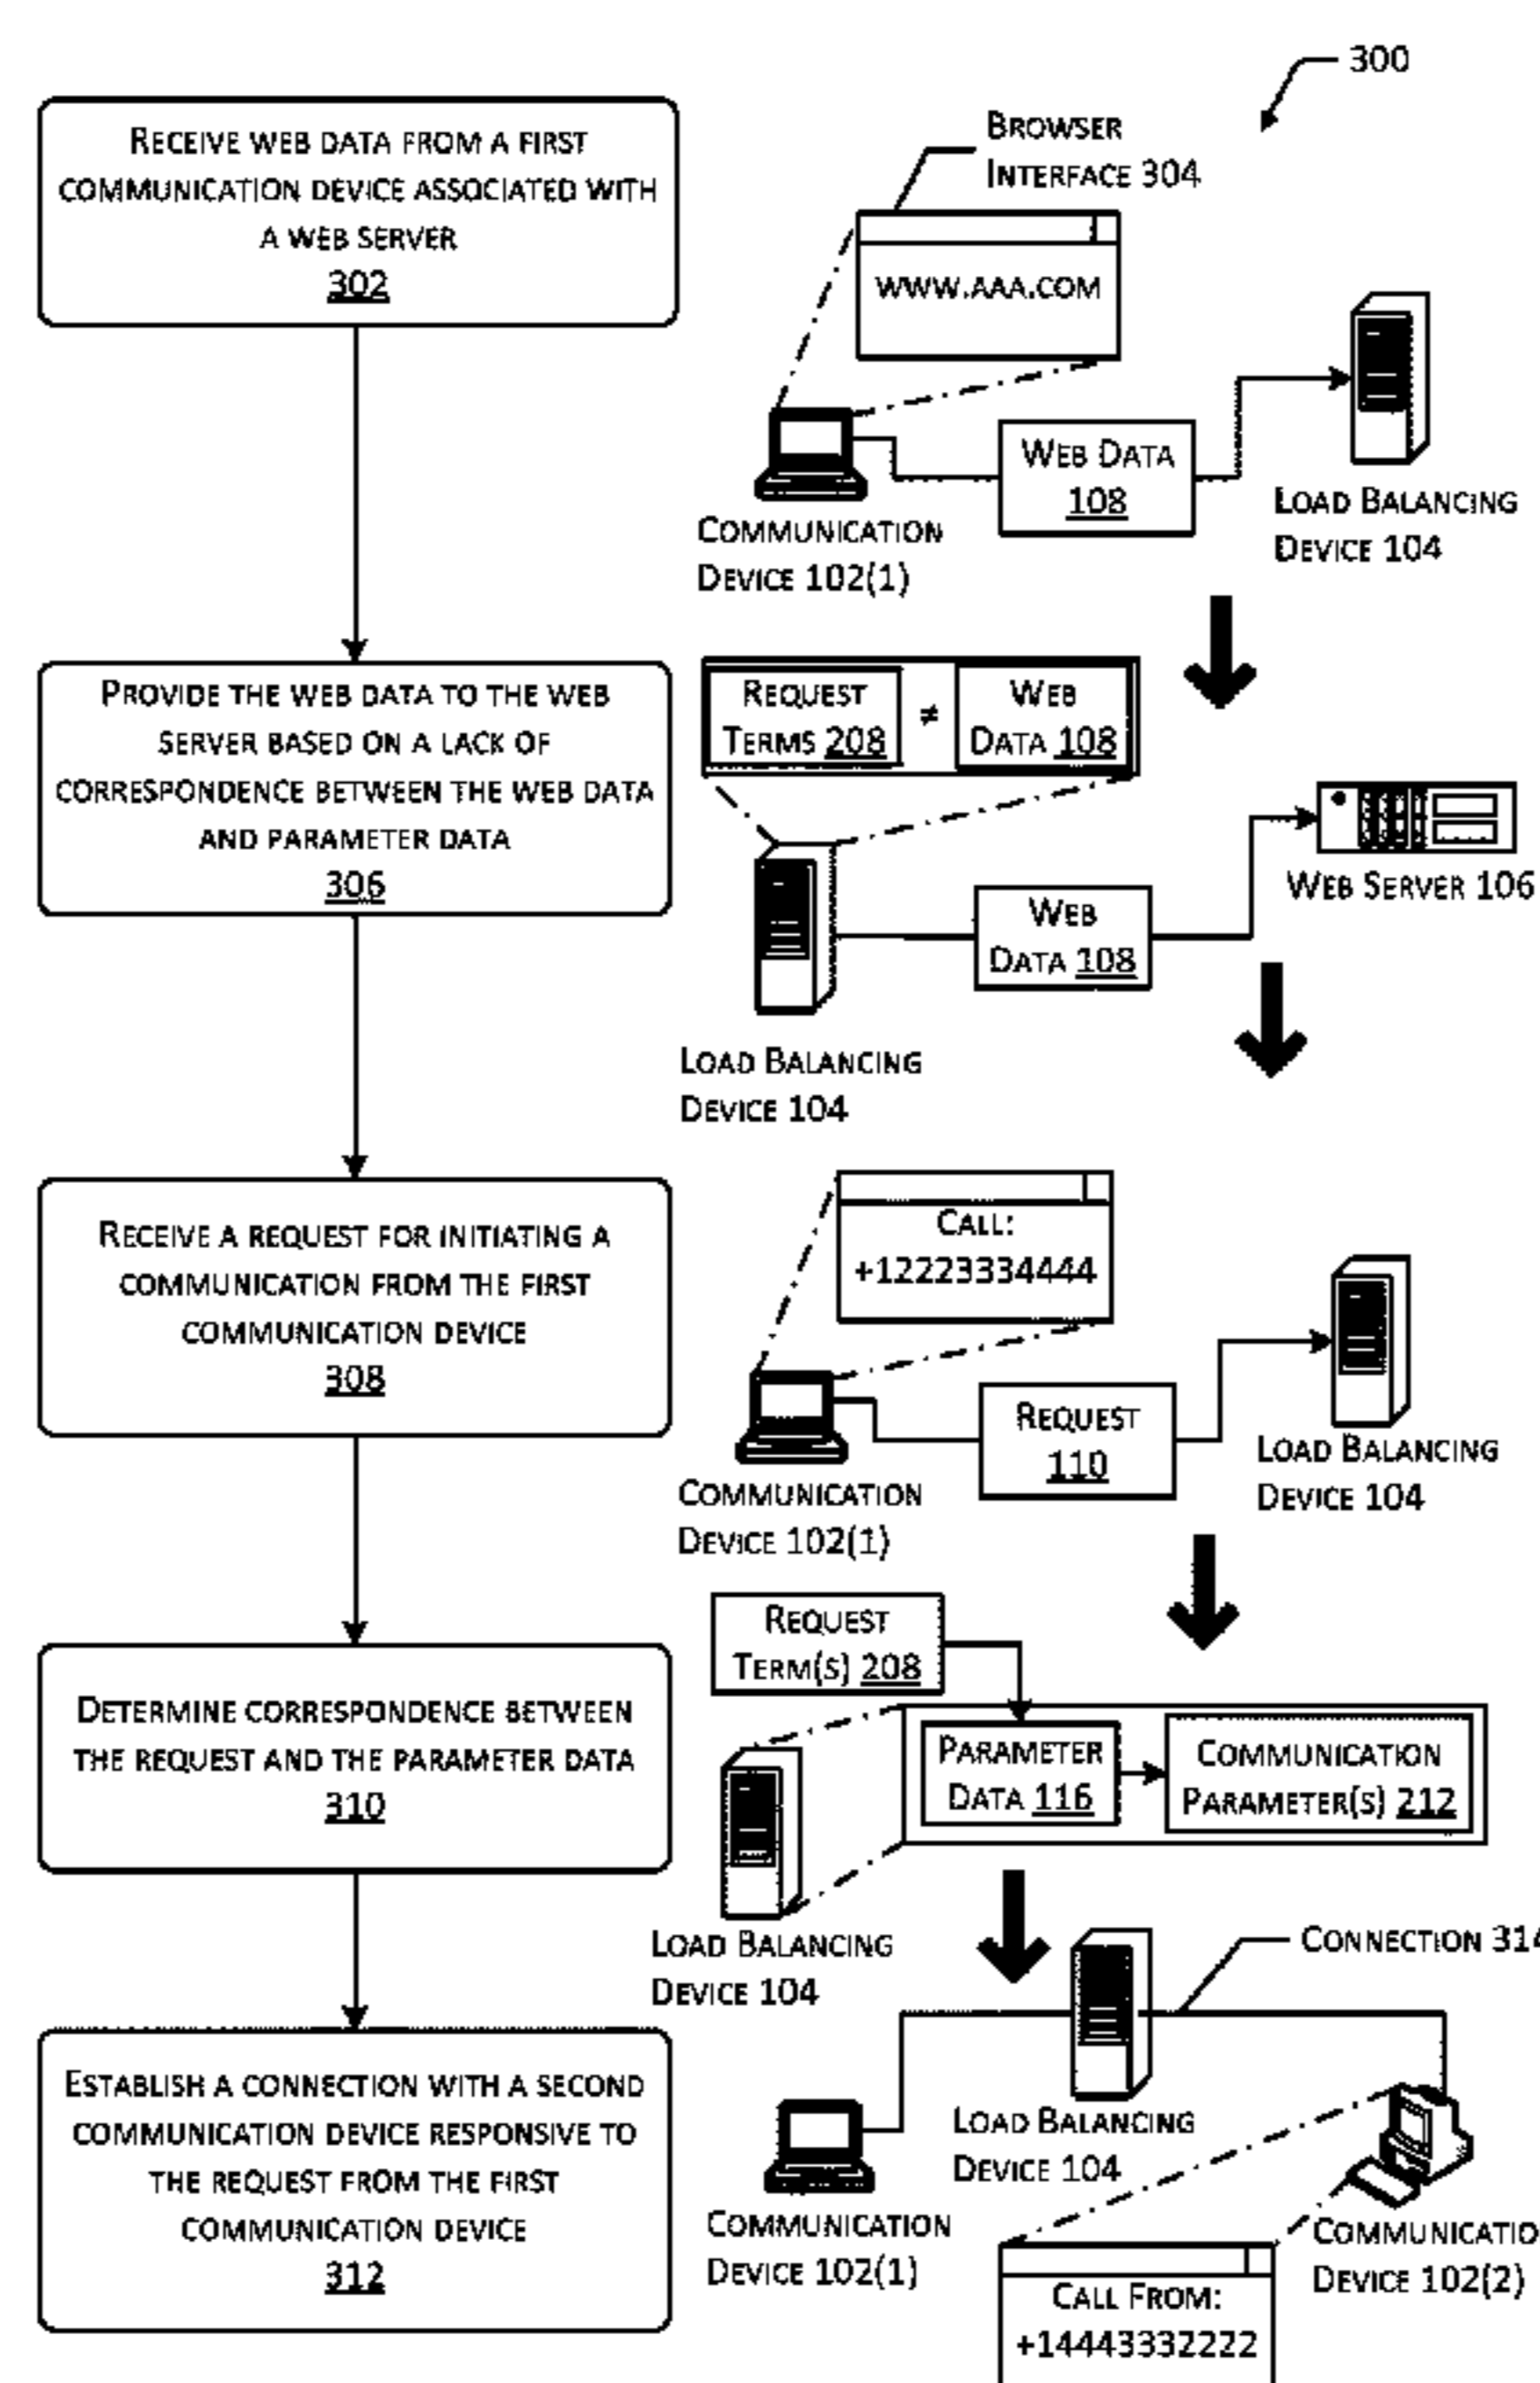 300
RECEIVE WEB DATA FROM A FIRST
COMMUNICATION DEVICE ASSOCIATED WITH
A WEB SERVER
302
BROWSER
INTERFACE 304
WWW.AAA.COM
WEB DATA
108
COMMUNICATION
DEVICE 102(1)
LOAD BALANCING
DEVICE 104
PROVIDE THE WEB DATA TO THE WEB
SERVER BASED ON A LACK OF
CORRESPONDENCE BETWEEN THE WEB DATA
AND PARAMETER DATA
306
REQUEST
TERMS 208
≠
WEB
DATA 108
WEB SERVER 106
WEB
DATA 108
LOAD BALANCING
DEVICE 104
RECEIVE A REQUEST FOR INITIATING A
COMMUNICATION FROM THE FIRST
COMMUNICATION DEVICE
308
CALL:
+12223334444
REQUEST
110
COMMUNICATION
DEVICE 102(1)
LOAD BALANCING
DEVICE 104
DETERMINE CORRESPONDENCE BETWEEN
THE REQUEST AND THE PARAMETER DATA
310
REQUEST
TERM(S) 208
PARAMETER
DATA 116
COMMUNICATION
PARAMETER(S) 212
LOAD BALANCING
DEVICE 104
ESTABLISH A CONNECTION WITH A SECOND
COMMUNICATION DEVICE RESPONSIVE TO
THE REQUEST FROM THE FIRST
COMMUNICATION DEVICE
312
CONNECTION 314
LOAD BALANCING
DEVICE 104
COMMUNICATION
DEVICE 102(1)
COMMUNICATIO
DEVICE 102(2)
CALL FROM:
+14443332222